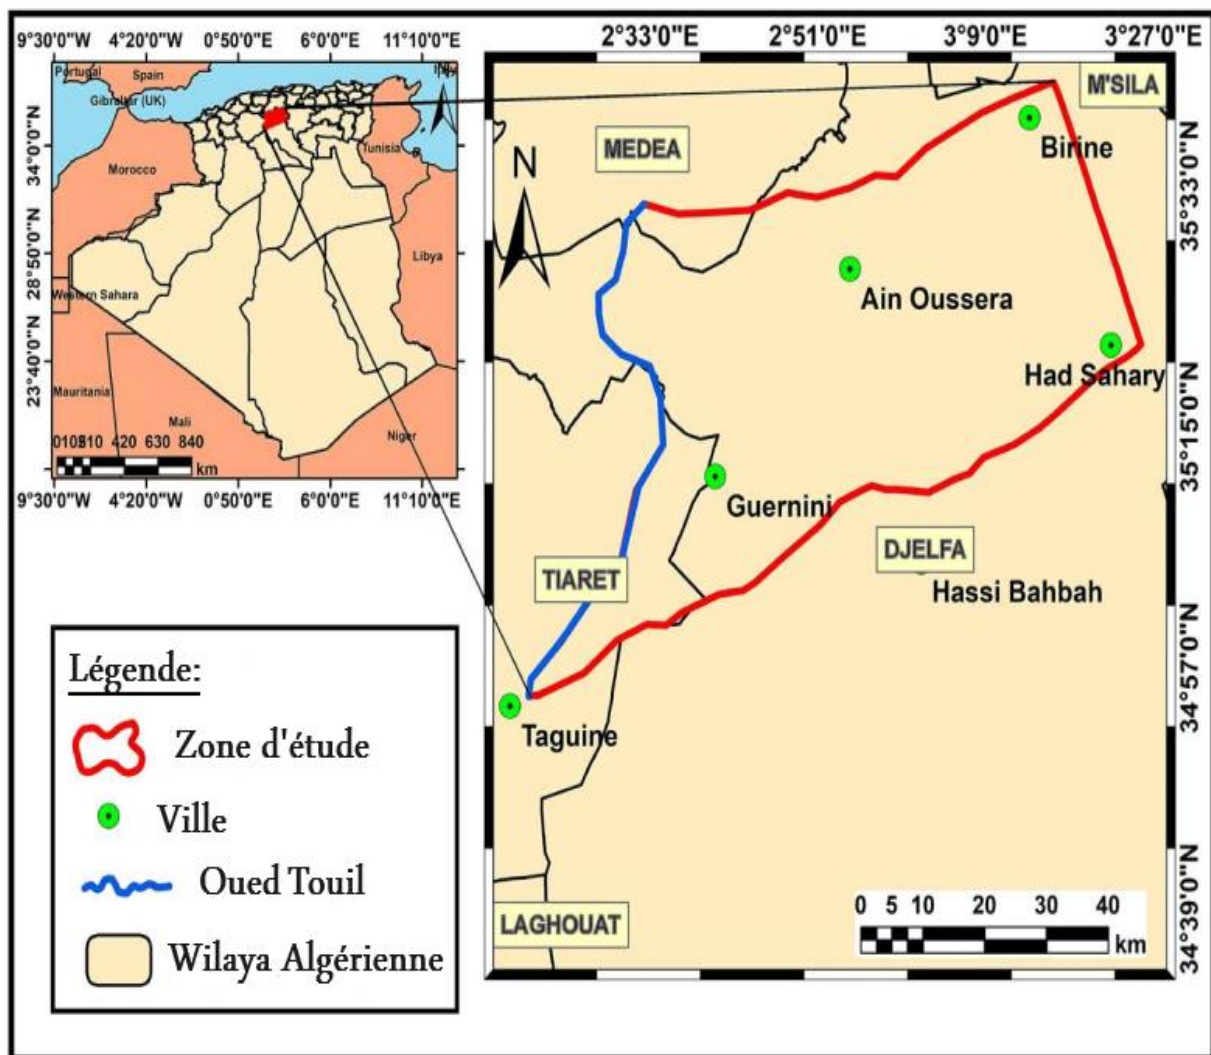 9°30'0"W 4°20'0"W 0°50'0"E 6°0'0"E 11°10'0"E
Portugal
Spain
Gibraltar (UK)
N
Tunisia
Morocco
Libya
Western Sahara
Mauritania
Mali
Niger
34°0'0"N
28°50'0"N
23°40'0"N
420 630 840
km
9°30'0"W 4°20'0"W 0°50'0"E 6°0'0"E 11°10'0"E
2°33'0"E 2°51'0"E 3°9'0"E 3°27'0"E
M'SILA
MEDEA
Birine
N
Ain Oussera
Had Sahary
Guernini
DJELFA
TIARET
Hassi Bahbah
Taguine
LAGHOUAT
0 5 10 20 30 40
km
35°33'0"N
35°15'0"N
34°57'0"N
34°39'0"N
Légende:
Zone d'étude
Ville
Oued Touil
Wilaya Algérienne